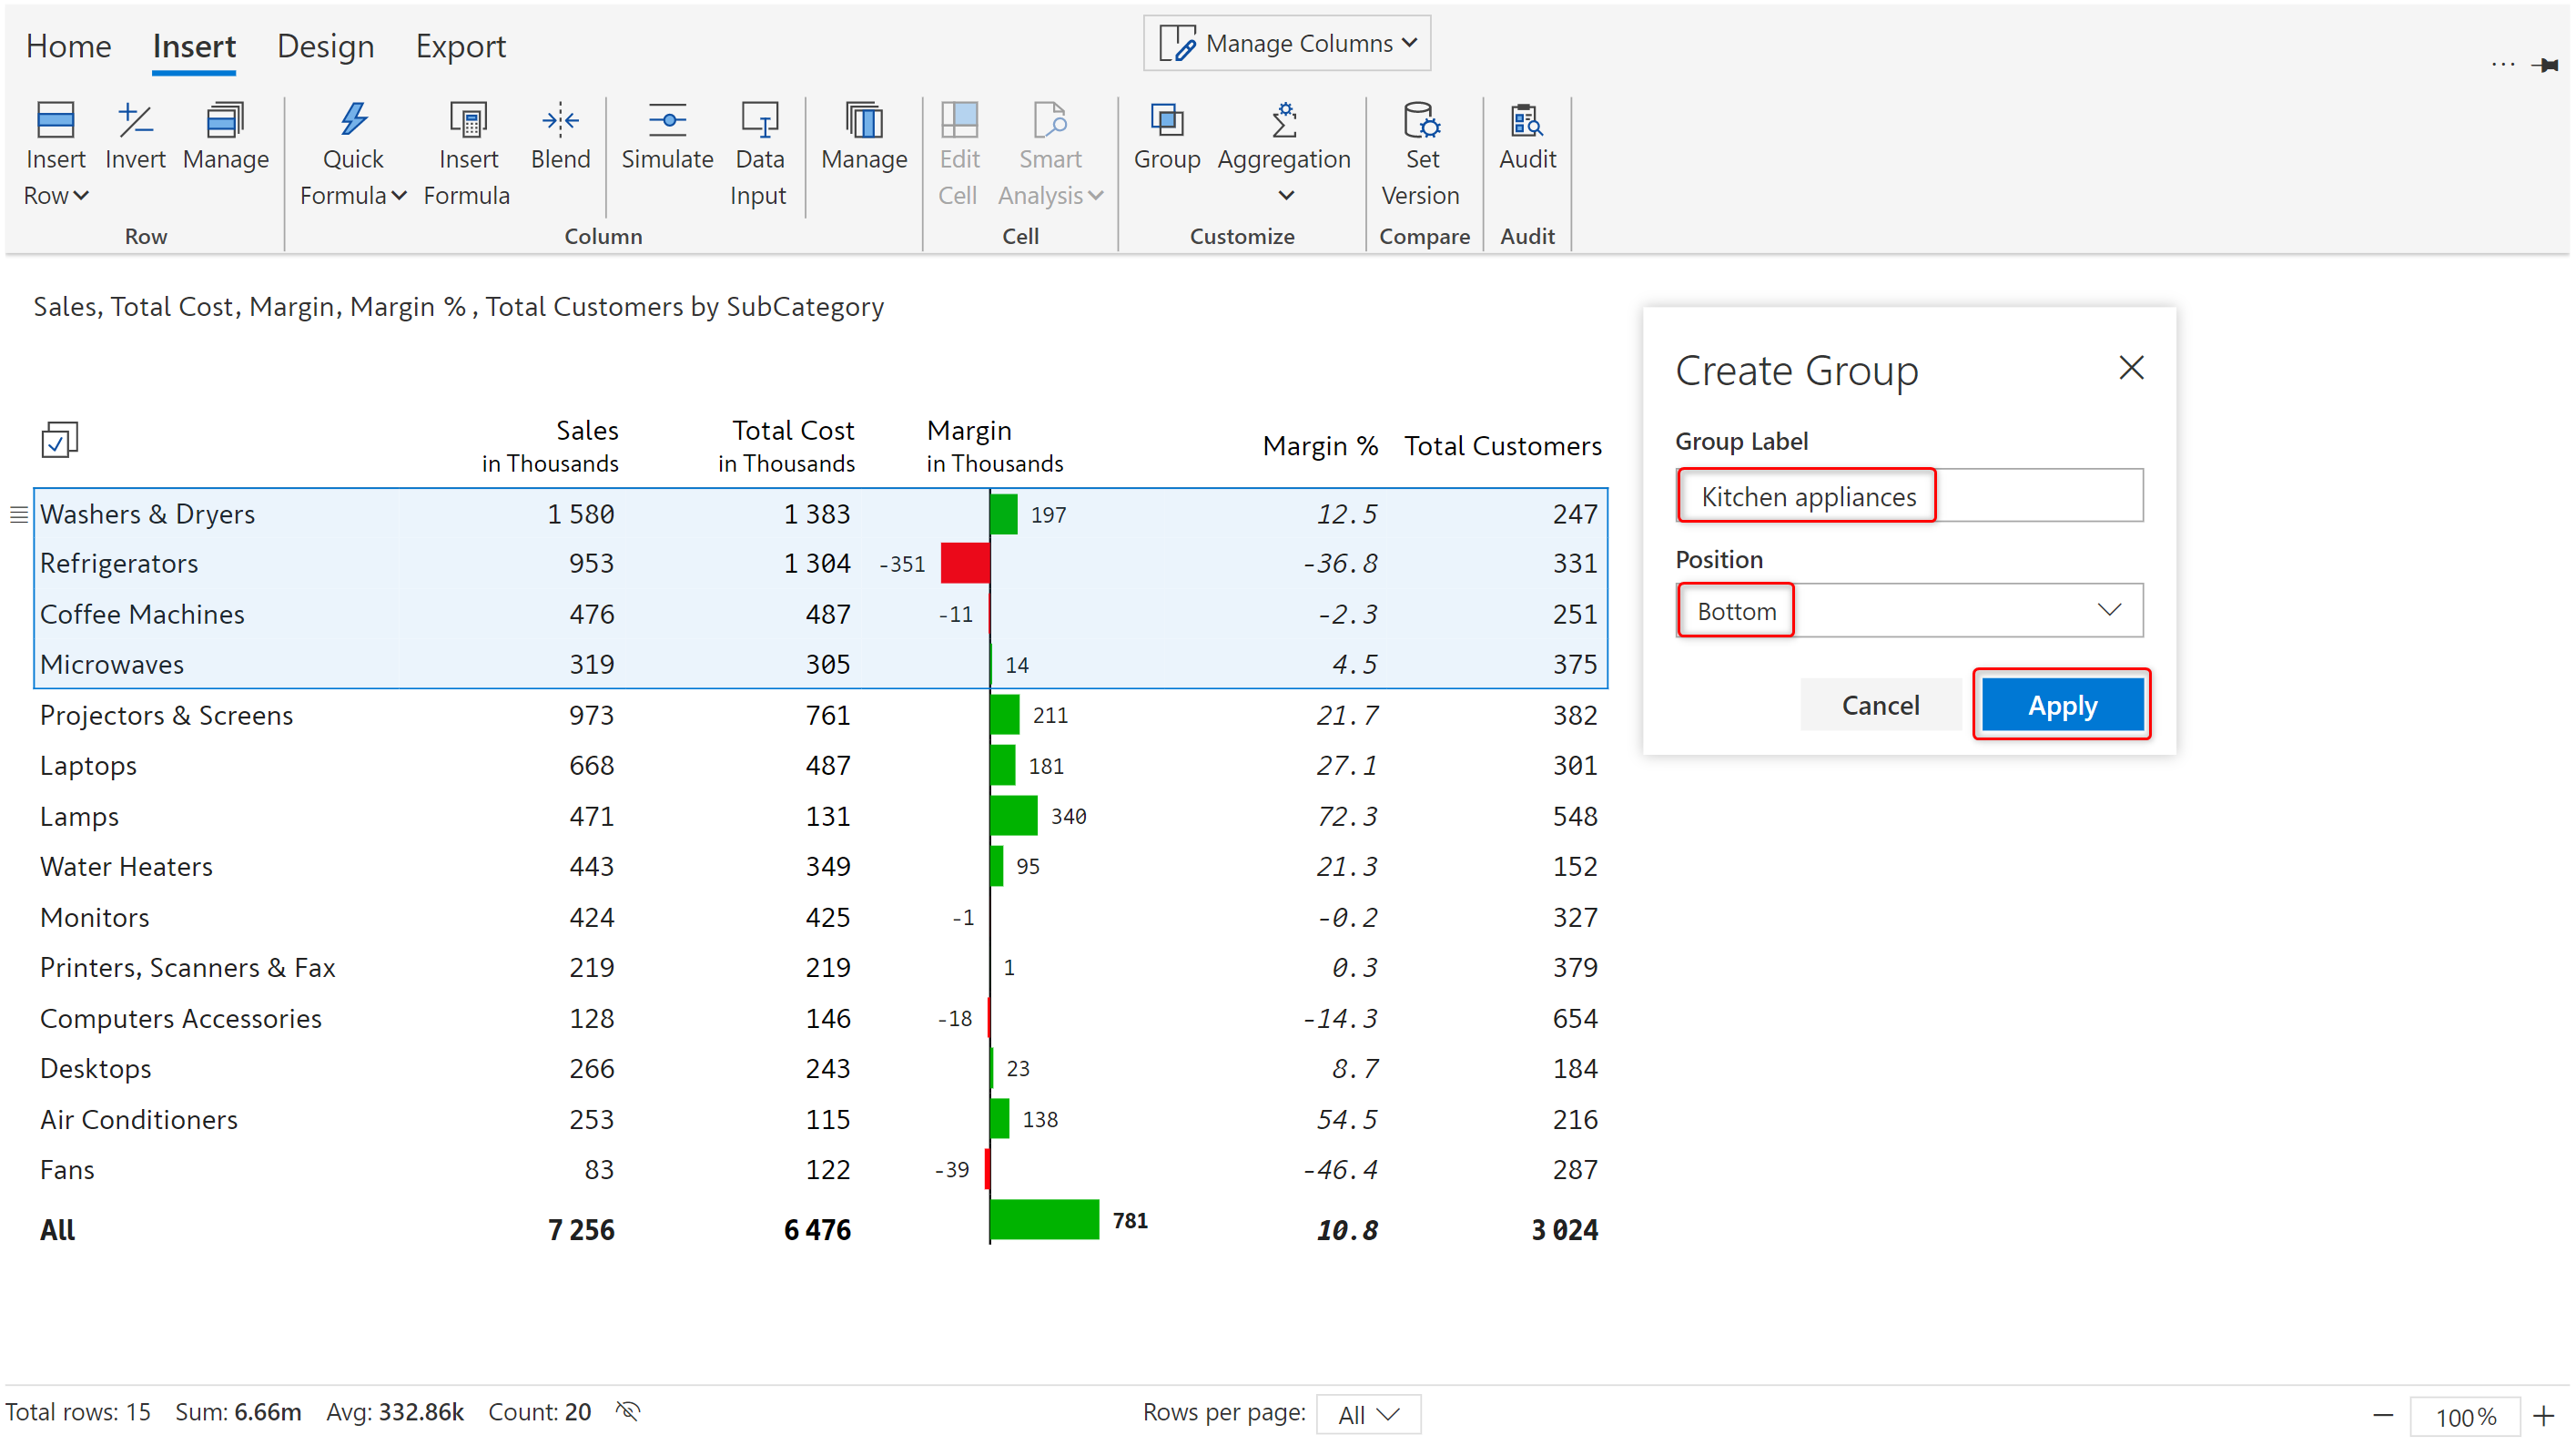 Home Insert Design Export
Manage Columns
...
Insert Row Invert Manage
Quick Formula Insert Formula Blend
Simulate Data Input
Manage
Edit Cell Smart Analysis
Group Aggregation
Set Version
Audit
Row Column Cell Customize Compare Audit
Sales, Total Cost, Margin, Margin % , Total Customers by SubCategory
Sales in Thousands Total Cost in Thousands Margin in Thousands Margin % Total Customers
Washers & Dryers 1 580 1 383 197 12.5 247
Refrigerators 953 1 304 -351 -36.8 331
Coffee Machines 476 487 -11 -2.3 251
Microwaves 319 305 14 4.5 375
Projectors & Screens 973 761 211 21.7 382
Laptops 668 487 181 27.1 301
Lamps 471 131 340 72.3 548
Water Heaters 443 349 95 21.3 152
Monitors 424 425 -1 -0.2 327
Printers, Scanners & Fax 219 219 1 0.3 379
Computers Accessories 128 146 -18 -14.3 654
Desktops 266 243 23 8.7 184
Air Conditioners 253 115 138 54.5 216
Fans 83 122 -39 -46.4 287
All 7 256 6 476 781 10.8 3 024
Create Group
Group Label
Kitchen appliances
Position
Bottom
Cancel Apply
Total rows: 15 Sum: 6.66m Avg: 332.86k Count: 20
Rows per page: All
100%